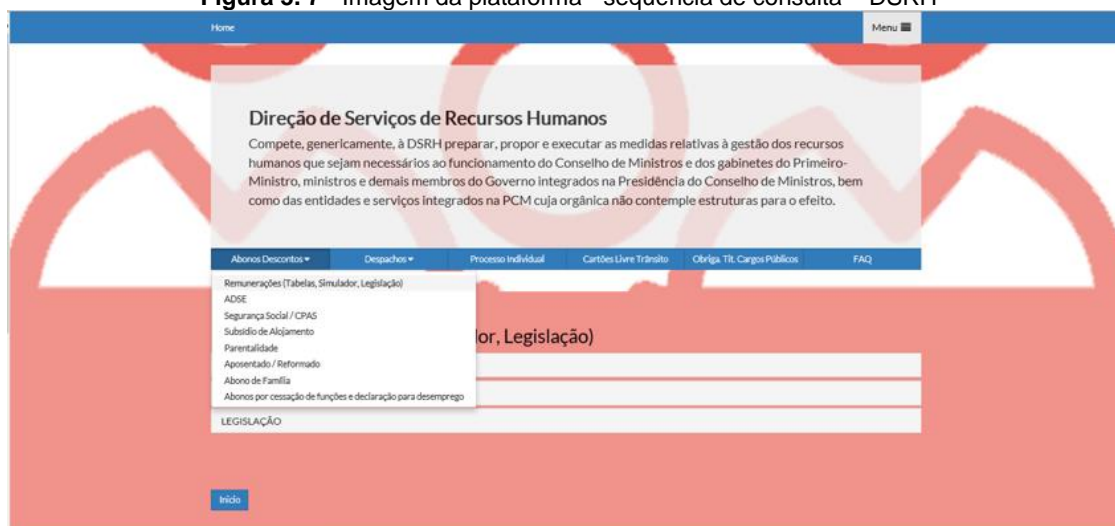 Figura 5. 7 - Imagem da plataforma - sequência de consulta – DSRH
Home
Menu
Direção de Serviços de Recursos Humanos
Compete, genericamente, à DSRH preparar, propor e executar as medidas relativas à gestão dos recursos
humanos que sejam necessários ao funcionamento do Conselho de Ministros e dos gabinetes do Primeiro-
Ministro, ministros e demais membros do Governo integrados na Presidência do Conselho de Ministros, bem
como das entidades e serviços integrados na PCM cuja orgânica não contemple estruturas para o efeito.
Abonos Descontos Despachos Processo Individual Cartões Livre Trânsito Obriga. Tit. Cargos Públicos FAQ
Remunerações (Tabelas, Simulador, Legislação)
ADSE
Segurança Social / CPAS
Subsídio de Alojamento
Parentalidade
Aposentado / Reformado
Abono de Família
Abonos por cessação de funções e declaração para desemprego
lor, Legislação)
LEGISLAÇÃO
Início